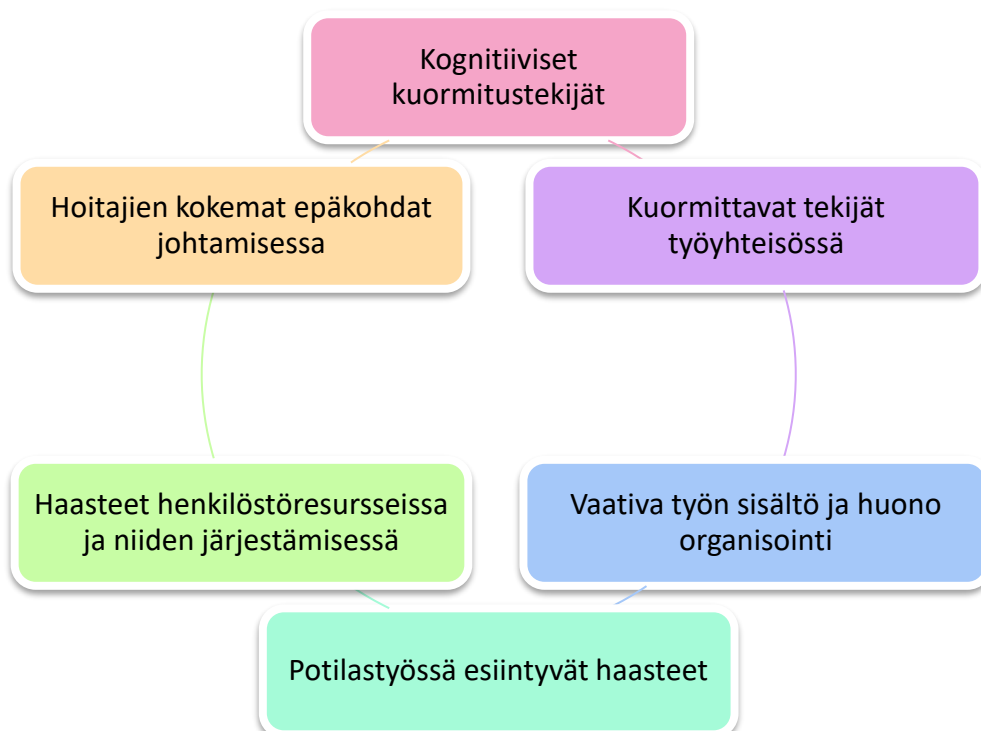 Kognitiiviset
kuormitustekijät
Hoitajien kokemat epäkohdat
johtamisessa
Kuormittavat tekijät
työyhteisössä
Haasteet henkilöstöresursseissa
ja niiden järjestämisessä
Vaativa työn sisältö ja huono
organisointi
Potilastyössä esiintyvät haasteet